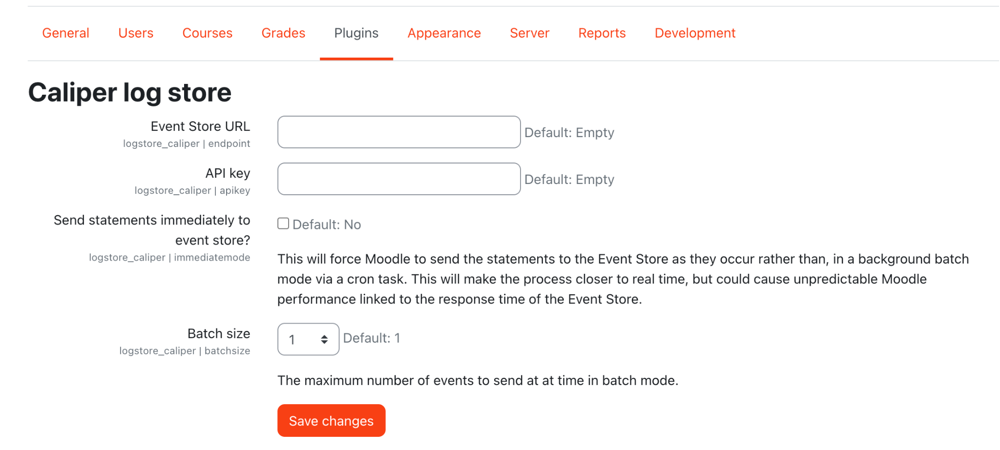 General Users Courses Grades Plugins Appearance Server Reports Development
Caliper log store
Event Store URL
logstore_caliper | endpoint
Default: Empty
API key
logstore_caliper | apikey
Default: Empty
Send statements immediately to
event store?
logstore_caliper | immediatemode
Default: No
This will force Moodle to send the statements to the Event Store as they occur rather than, in a background batch
mode via a cron task. This will make the process closer to real time, but could cause unpredictable Moodle
performance linked to the response time of the Event Store.
Batch size
logstore_caliper | batchsize
1
Default: 1
The maximum number of events to send at at time in batch mode.
Save changes